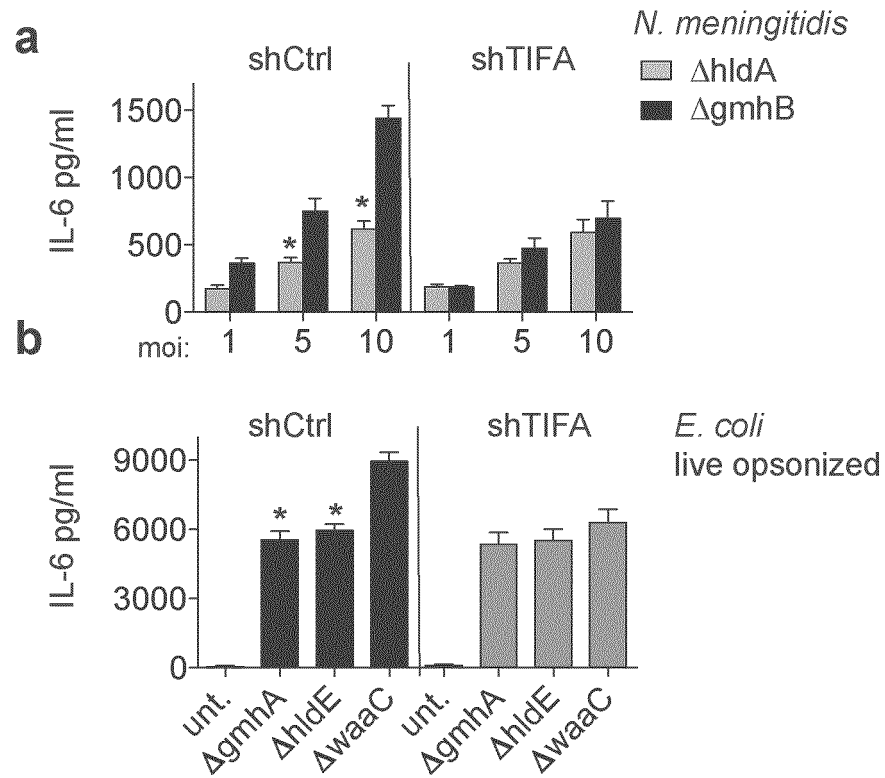 a
N. meningitidis
shCtrl shTIFA
ΔhldA
ΔgmhB
IL-6 pg/ml
1500
1000
500
0
* *
moi: 1 5 10 1 5 10
b
shCtrl shTIFA
E. coli
live opsonized
IL-6 pg/ml
9000
6000
3000
0
* *
unt. ΔgmhA ΔhldE ΔwaaC unt. ΔgmhA ΔhldE ΔwaaC